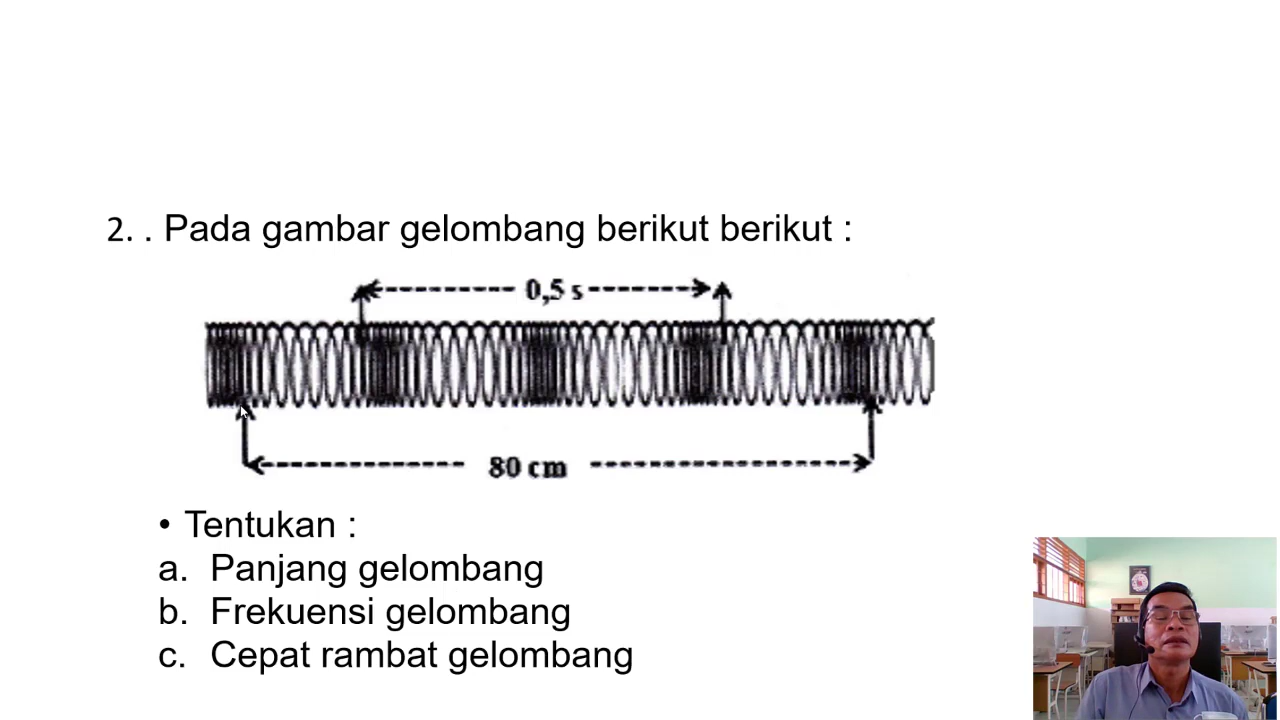 2. . Pada gambar gelombang berikut berikut :
0,5 s
80 cm
• Tentukan :
a. Panjang gelombang
b. Frekuensi gelombang
c. Cepat rambat gelombang